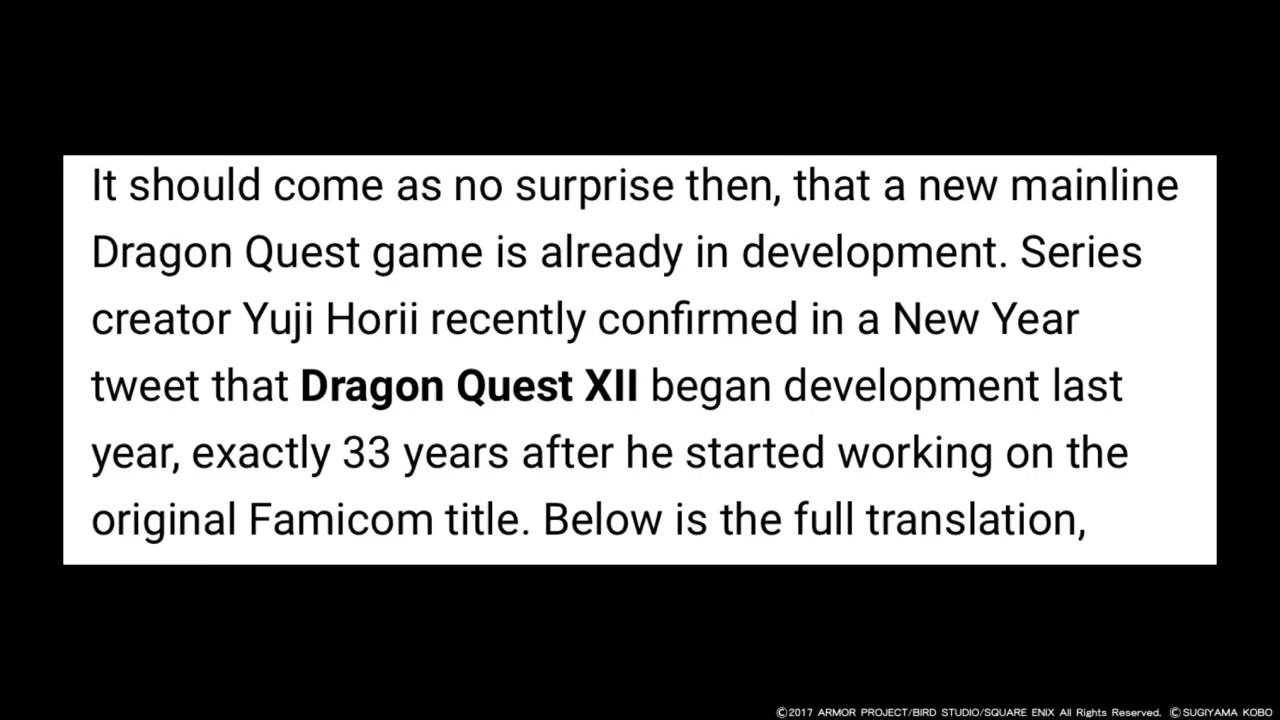 It should come as no surprise then, that a new mainline
Dragon Quest game is already in development. Series
creator Yuji Horii recently confirmed in a New Year
tweet that Dragon Quest XII began development last
year, exactly 33 years after he started working on the
original Famicom title. Below is the full translation,
©2017 ARMOR PROJECT/BIRD STUDIO/SQUARE ENIX All Rights Reserved. ©SUGIYAMA KOBO